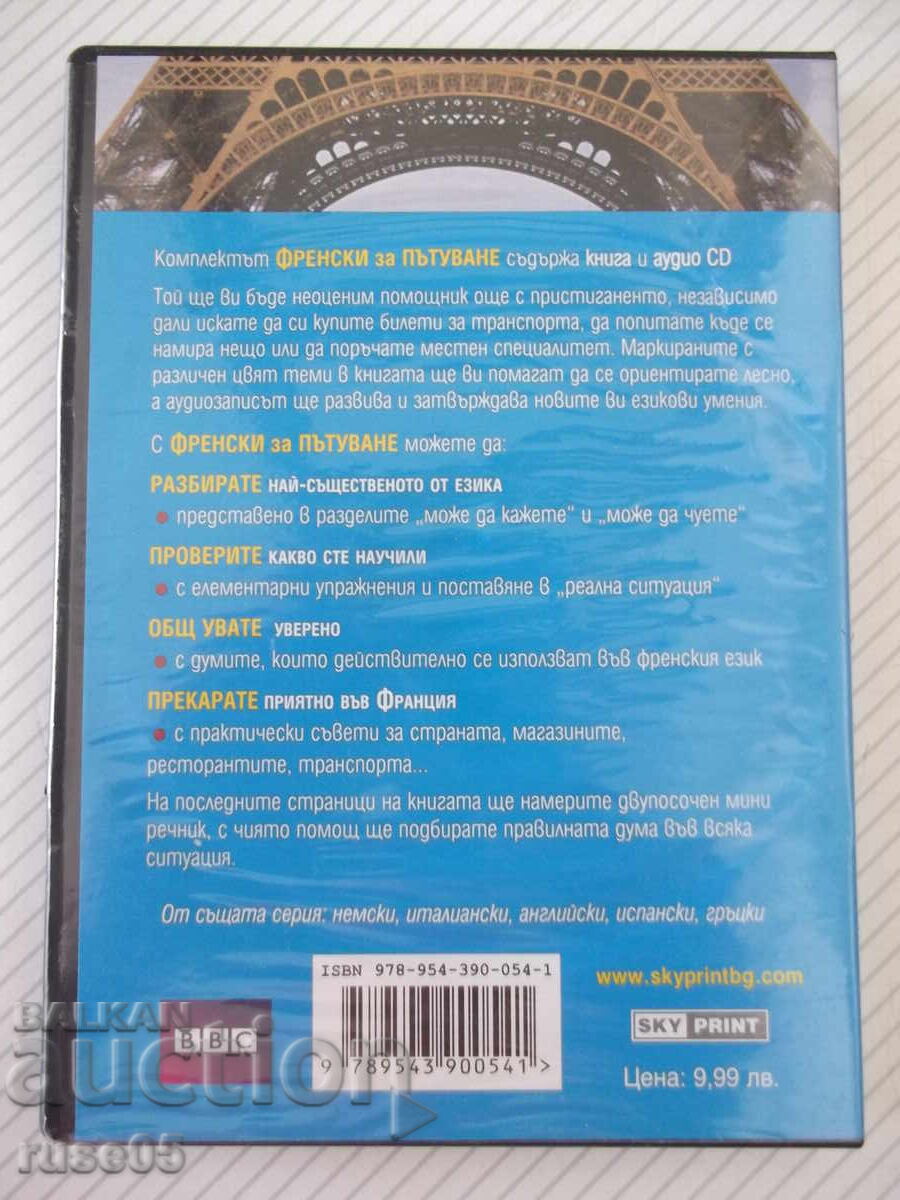 Комплектът ФРЕНСКИ за ПЪТУВАНЕ съдържа книга и аудио CD
Той ще ви бъде неоценим помощник още с пристиганенто, независимо
дали искате да си купите билети за транспорта, да попитате къде се
намира нещо или да поръчате местен специалитет. Маркираните с
различен цвят теми в книгата ще ви помагат да се ориентирате лесно,
а аудиозаписът ще развива и затвърждава новите ви езикови умения.
С ФРЕНСКИ за ПЪТУВАНЕ можете да:
РАЗБИРАТЕ НАЙ-СЪЩЕСТВЕНОТО ОТ ЕЗИКА
• представено в разделите „може да кажете“ и „може да чуете“
ПРОВЕРИТЕ КАКВО СТЕ НАУЧИЛИ
• с елементарни упражнения и поставяне в „реална ситуация“
ОБЩ УВАТЕ УВЕРЕНО
• с думите, които действително се използват във френския език
ПРЕКАРАТЕ ПРИЯТНО ВЪВ ФРАНЦИЯ
• с практически съвети за страната, магазините,
ресторантите, транспорта...
На последните страници на книгата ще намерите двупосочен мини
речник, с чиято помощ ще подбирате правилната дума във всяка
ситуация.
От същата серия: немски, италиански, английски, испански, гръцки
ISBN 978-954-390-054-1
www.skyprintbg.com
BBC
SKY PRINT
9 789543 900541 >
Цена: 9,99 лв.
BALKAN
auction
ruse05